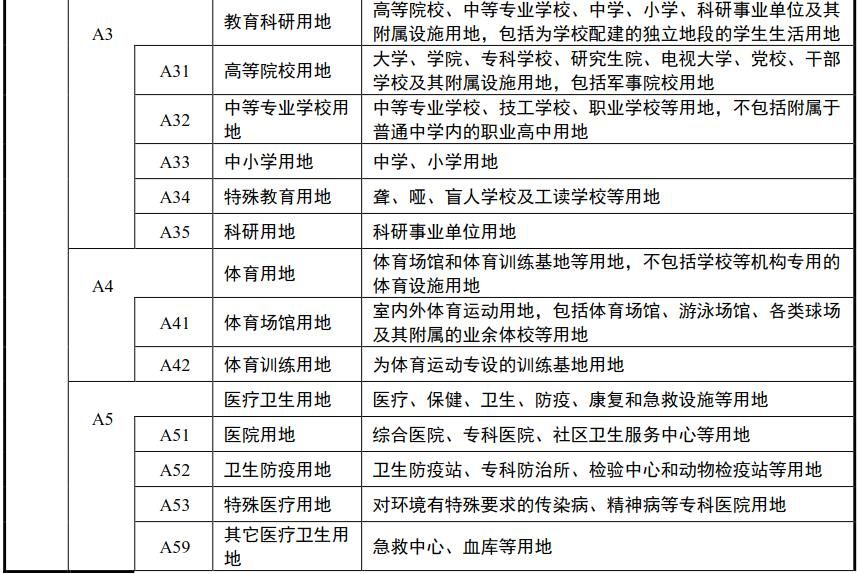 A3
教育科研用地
高等院校、中等专业学校、中学、小学、科研事业单位及其
附属设施用地，包括为学校配建的独立地段的学生生活用地
A31
高等院校用地
大学、学院、专科学校、研究生院、电视大学、党校、干部
学校及其附属设施用地，包括军事院校用地
A32
中等专业学校用
地
中等专业学校、技工学校、职业学校等用地，不包括附属于
普通中学内的职业高中用地
A33
中小学用地
中学、小学用地
A34
特殊教育用地
聋、哑、盲人学校及工读学校等用地
A35
科研用地
科研事业单位用地
A4
体育用地
体育场馆和体育训练基地等用地，不包括学校等机构专用的
体育设施用地
A41
体育场馆用地
室内外体育运动用地，包括体育场馆、游泳场馆、各类球场
及其附属的业余体校等用地
A42
体育训练用地
为体育运动专设的训练基地用地
A5
医疗卫生用地
医疗、保健、卫生、防疫、康复和急救设施等用地
A51
医院用地
综合医院、专科医院、社区卫生服务中心等用地
A52
卫生防疫用地
卫生防疫站、专科防治所、检验中心和动物检疫站等用地
A53
特殊医疗用地
对环境有特殊要求的传染病、精神病等专科医院用地
A59
其它医疗卫生用
地
急救中心、血库等用地